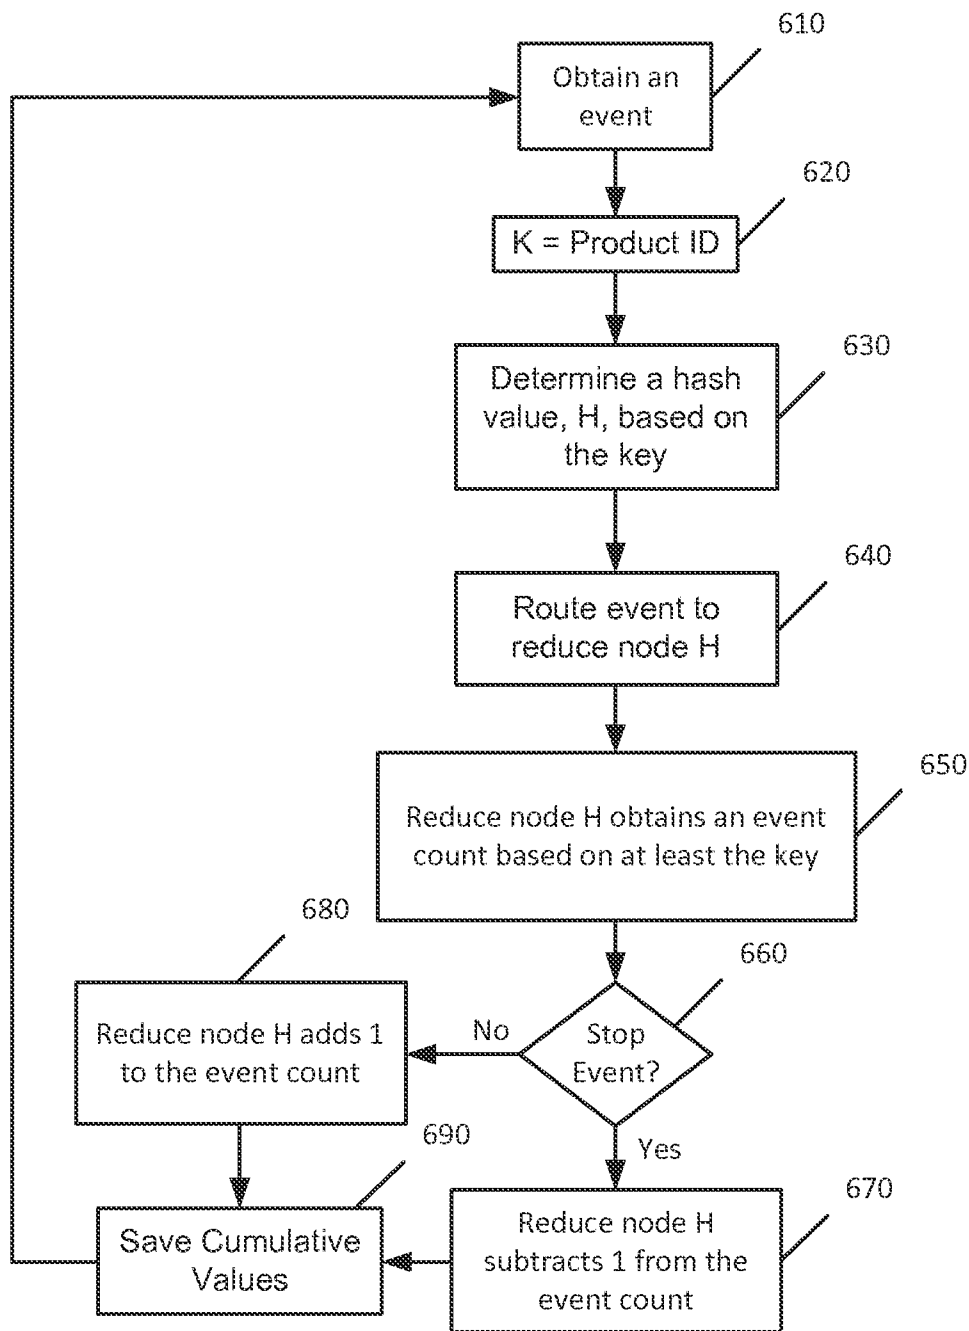 610
Obtain an
event
620
K = Product ID
630
Determine a hash
value, H, based on
the key
640
Route event to
reduce node H
650
Reduce node H obtains an event
count based on at least the key
660
Stop
Event?
No
Yes
680
Reduce node H adds 1
to the event count
690
Save Cumulative
Values
670
Reduce node H
subtracts 1 from the
event count